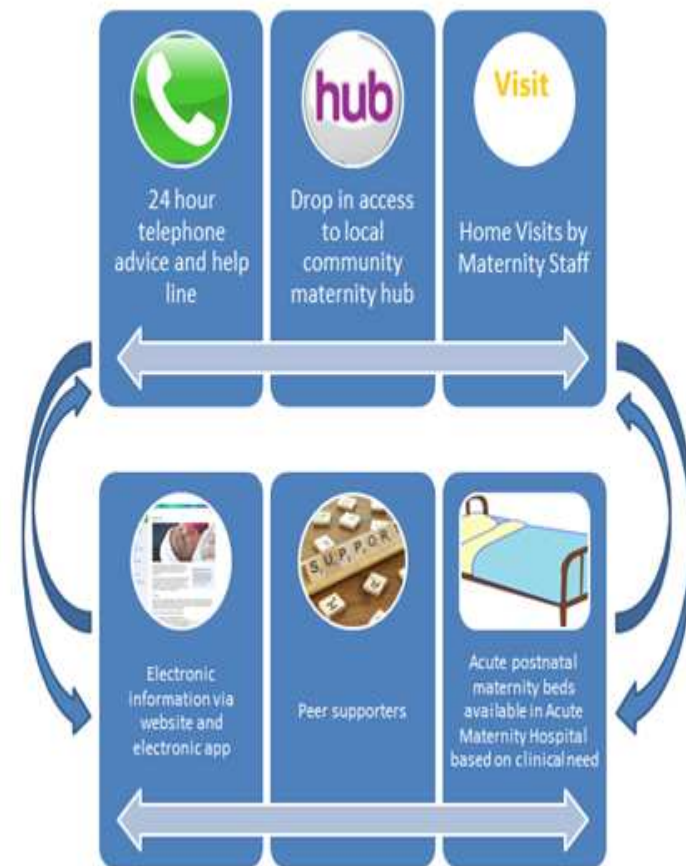 24 hour
telephone
advice and help
line
hub
Drop in access
to local
community
maternity hub
Visit
Home Visits by
Maternity Staff
Electronic
information via
website and
electronic app
SUPPORT
Peer supporters
Acute postnatal
maternity beds
available in Acute
Maternity Hospital
based on clinical need